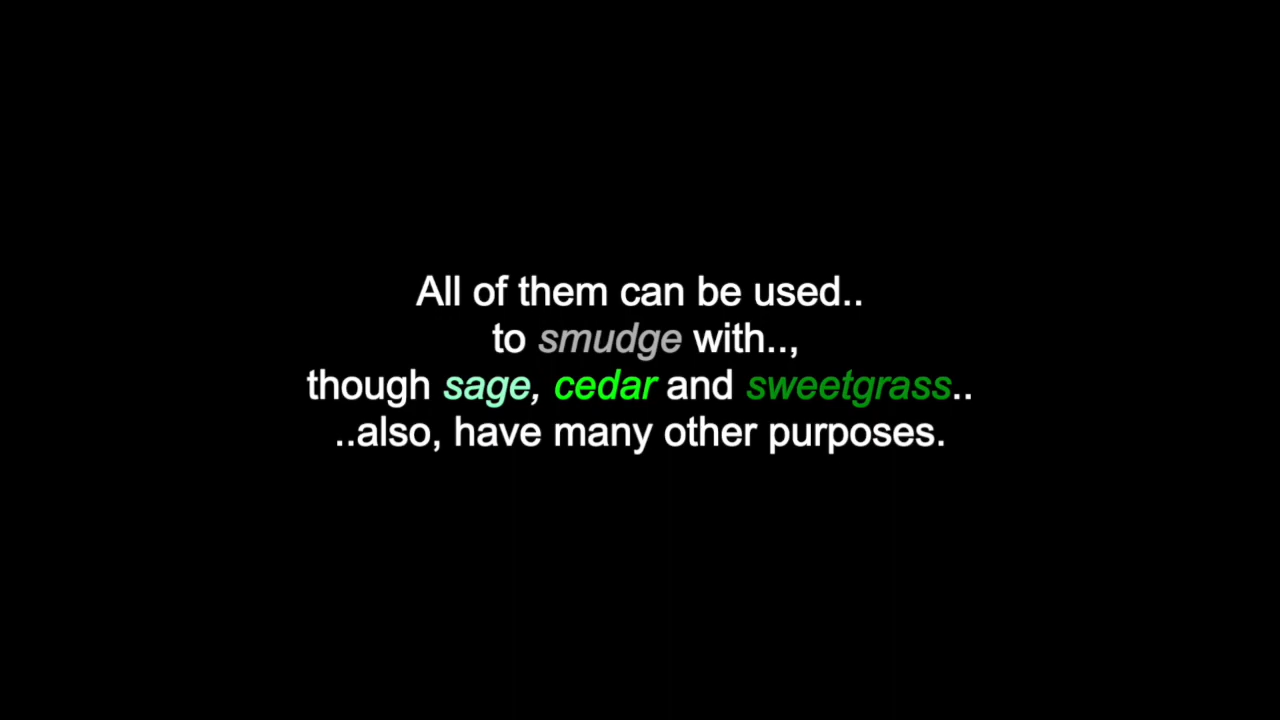 All of them can be used..
to smudge with..,
though sage, cedar and sweetgrass..
..also, have many other purposes.